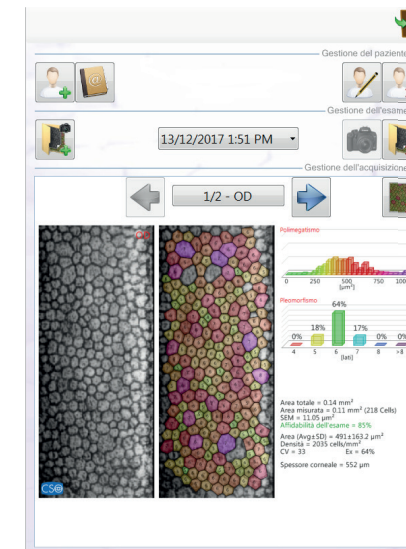 Gestione del paziente
Gestione dell'esame
13/12/2017 1:51 PM
Gestione dell'acquisizione
1/2 - OD
OD
Polimegatismo
0 250 500 750 100
[µm²]
Pleomorfismo
64%
18% 17%
0% 0% 0%
4 5 6 7 8 >8
[lati]
Area totale = 0.14 mm²
Area misurata = 0.11 mm² (218 Cells)
SEM = 11.05 µm²
Affidabilità dell'esame = 85%
Area (Avg±SD) = 491±163.2 µm²
Densità = 2035 cells/mm²
CV = 33 Ex = 64%
Spessore corneale = 552 µm
CSO